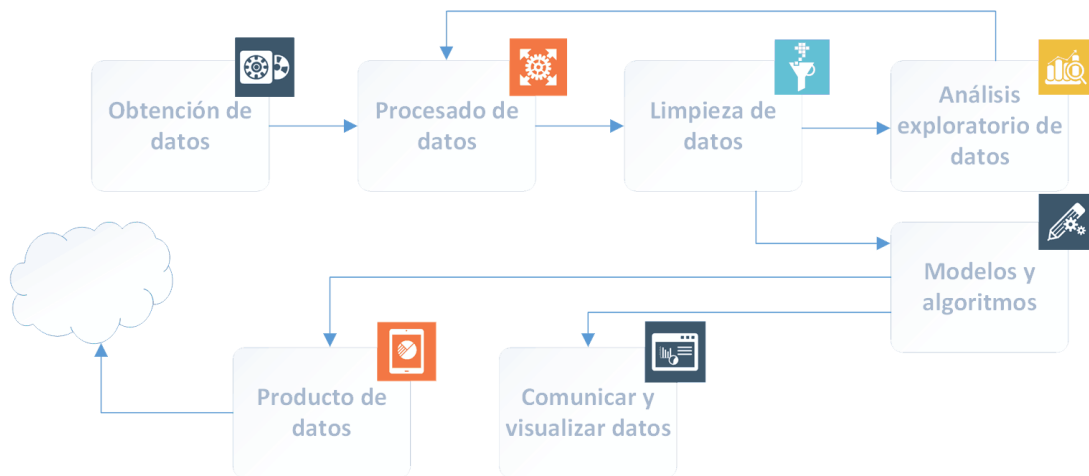 Obtención de
datos
Procesado de
datos
Limpieza de
datos
Análisis
exploratorio de
datos
Modelos y
algoritmos
Producto de
datos
Comunicar y
visualizar datos